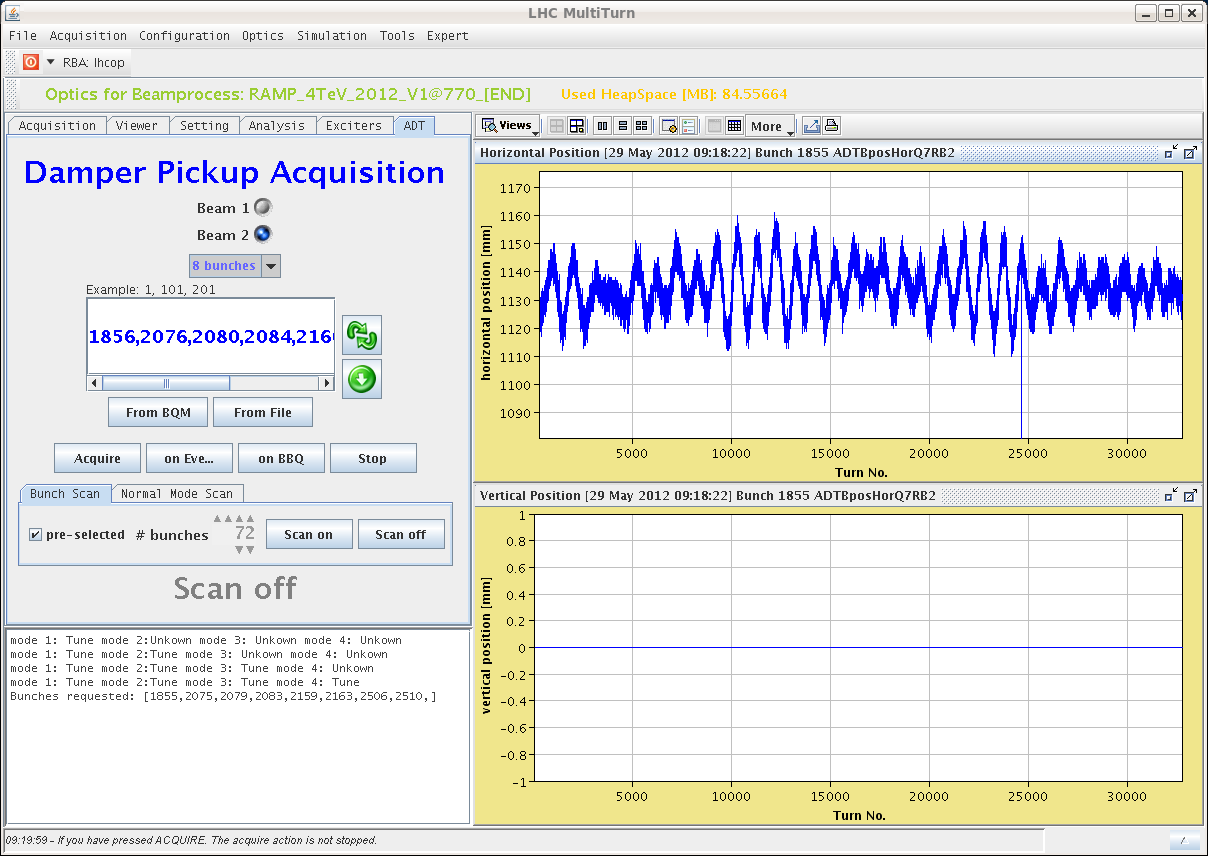 LHC MultiTurn
File Acquisition Configuration Optics Simulation Tools Expert
RBA: lhcop
Optics for Beamprocess: RAMP_4TeV_2012_V1@770_[END] Used HeapSpace [MB]: 84.55664
Acquisition Viewer Setting Analysis Exciters ADT
Damper Pickup Acquisition
Beam 1
Beam 2
8 bunches
Example: 1, 101, 201
1856,2076,2080,2084,216
From BQM From File
Acquire on Eve... on BBQ Stop
Bunch Scan Normal Mode Scan
pre-selected # bunches 72 Scan on Scan off
Scan off
mode 1: Tune mode 2:Unkown mode 3: Unkown mode 4: Unkown
mode 1: Tune mode 2:Tune mode 3: Unkown mode 4: Unkown
mode 1: Tune mode 2:Tune mode 3: Tune mode 4: Unkown
mode 1: Tune mode 2:Tune mode 3: Tune mode 4: Tune
Bunches requested: [1855,2075,2079,2083,2159,2163,2506,2510,]
Views More
Horizontal Position [29 May 2012 09:18:22] Bunch 1855 ADTBposHorQ7RB2
horizontal position [mm]
1170
1160
1150
1140
1130
1120
1110
1100
1090
5000 10000 15000 20000 25000 30000
Turn No.
Vertical Position [29 May 2012 09:18:22] Bunch 1855 ADTBposHorQ7RB2
vertical position [mm]
1
0.8
0.6
0.4
0.2
0
-0.2
-0.4
-0.6
-0.8
-1
5000 10000 15000 20000 25000 30000
Turn No.
09:19:59 - If you have pressed ACQUIRE. The acquire action is not stopped.